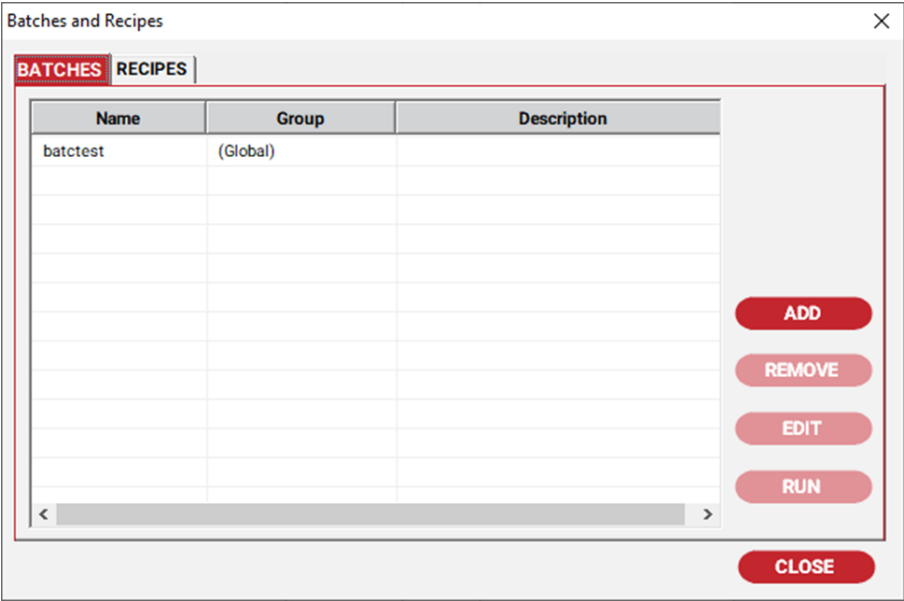 Batches and Recipes
BATCHES RECIPES
Name Group Description
batctest (Global)
ADD
REMOVE
EDIT
RUN
CLOSE